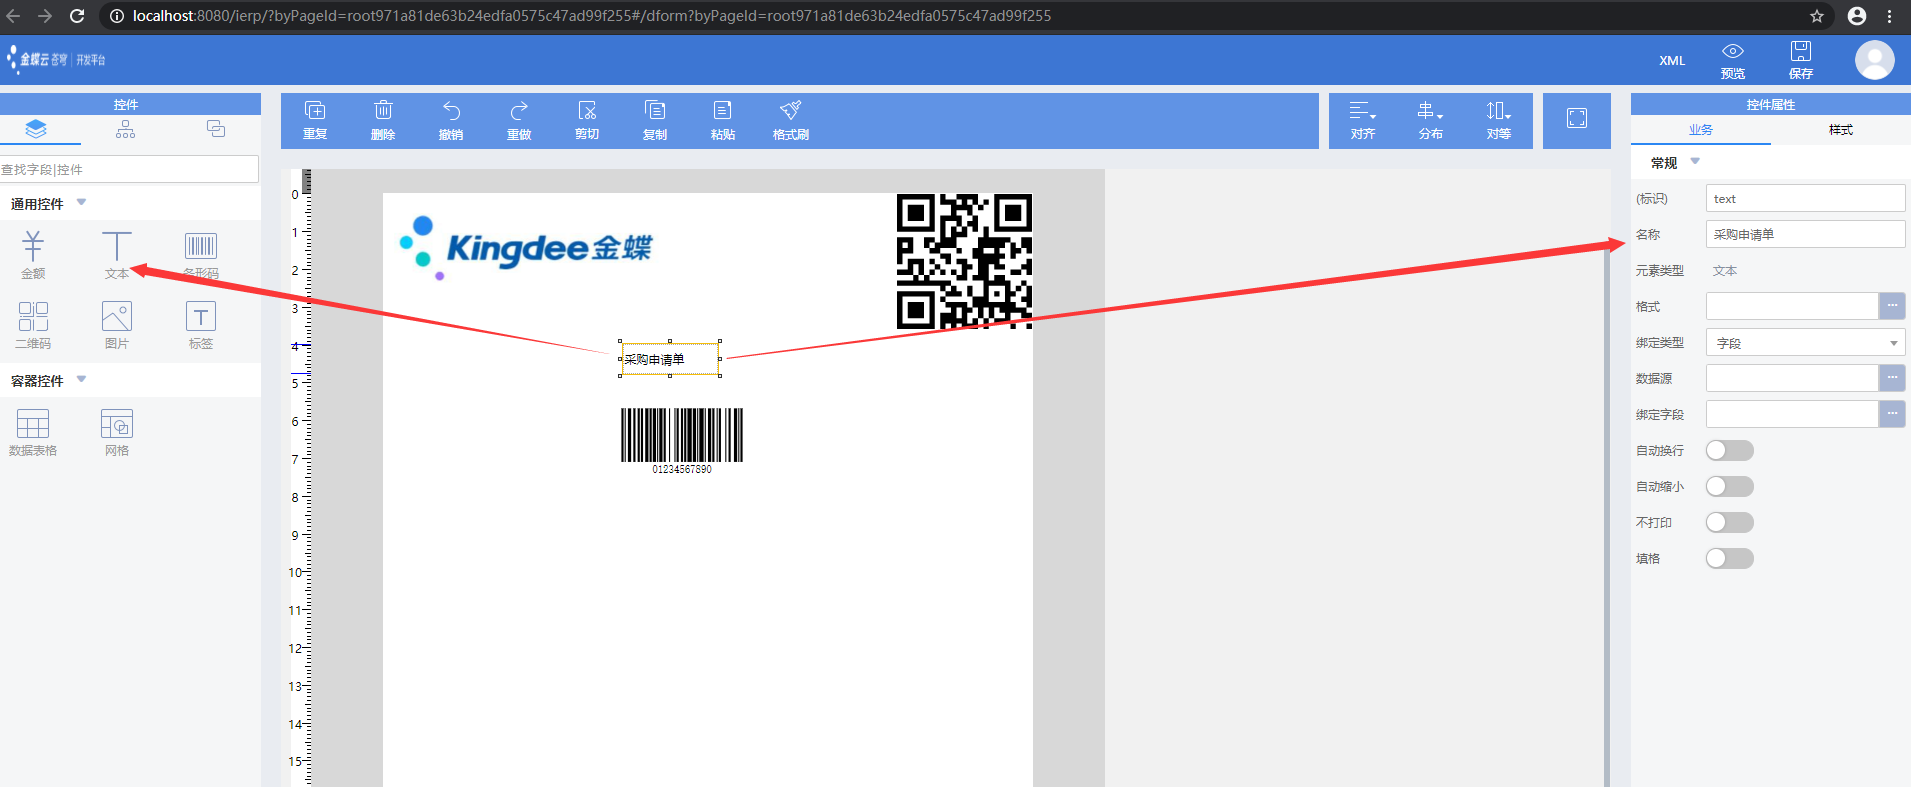 localhost:8080/ierp/?byPageId=root971a81de63b24edfa0575c47ad99f255#/dform?byPageId=root971a81de63b24edfa0575c47ad99f255
金蝶云 苍穹 | 开发平台
XML
预览
保存
控件
重复
删除
撤销
重做
剪切
复制
粘贴
格式刷
对齐
分布
对等
控件属性
业务
样式
查找字段|控件
通用控件
金额
文本
条形码
二维码
图片
标签
容器控件
数据表格
网格
0
1
2
3
4
5
6
7
8
9
10
11
12
13
14
15
Kingdee金蝶
采购申请单
01234567890
常规
(标识)
text
名称
采购申请单
元素类型
文本
格式
...
绑定类型
字段
数据源
...
绑定字段
...
自动换行
自动缩小
不打印
填格